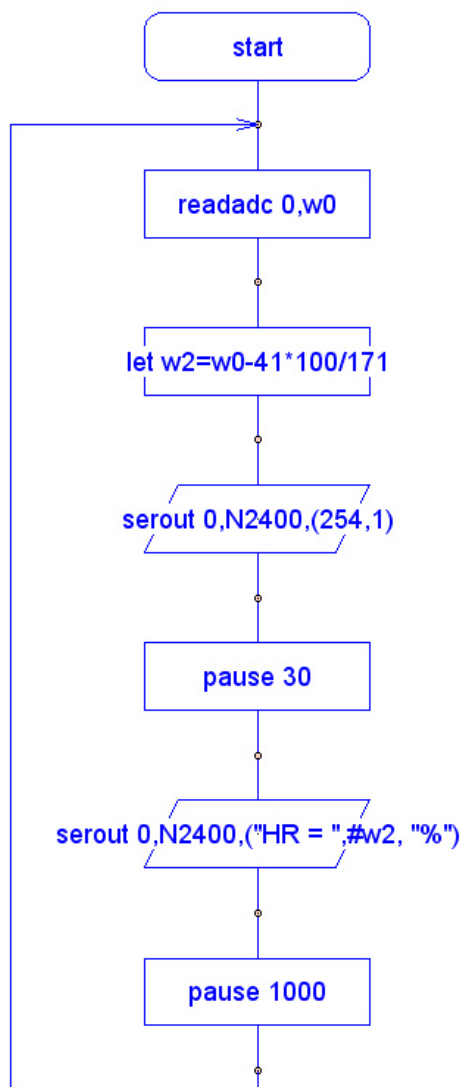 start
readadc 0,w0
let w2=w0-41*100/171
serout 0,N2400,(254,1)
pause 30
serout 0,N2400,("HR = ",#w2, "%")
pause 1000